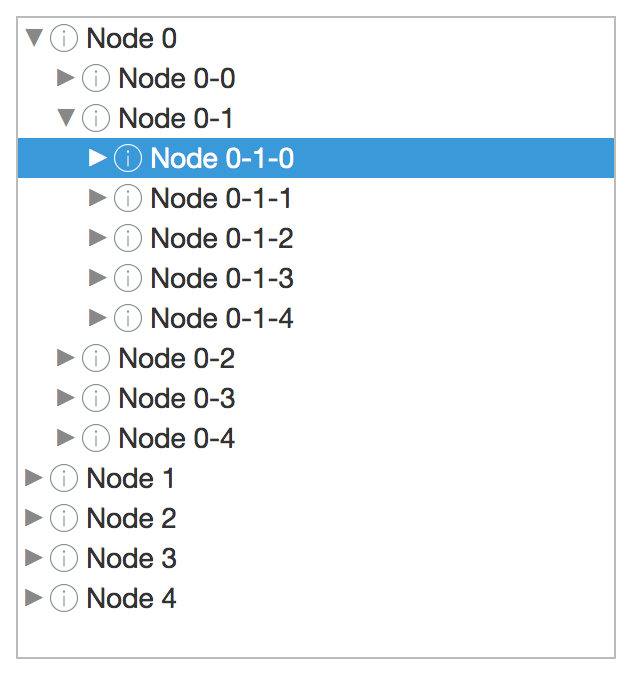 Node 0
Node 0-0
Node 0-1
Node 0-1-0
Node 0-1-1
Node 0-1-2
Node 0-1-3
Node 0-1-4
Node 0-2
Node 0-3
Node 0-4
Node 1
Node 2
Node 3
Node 4